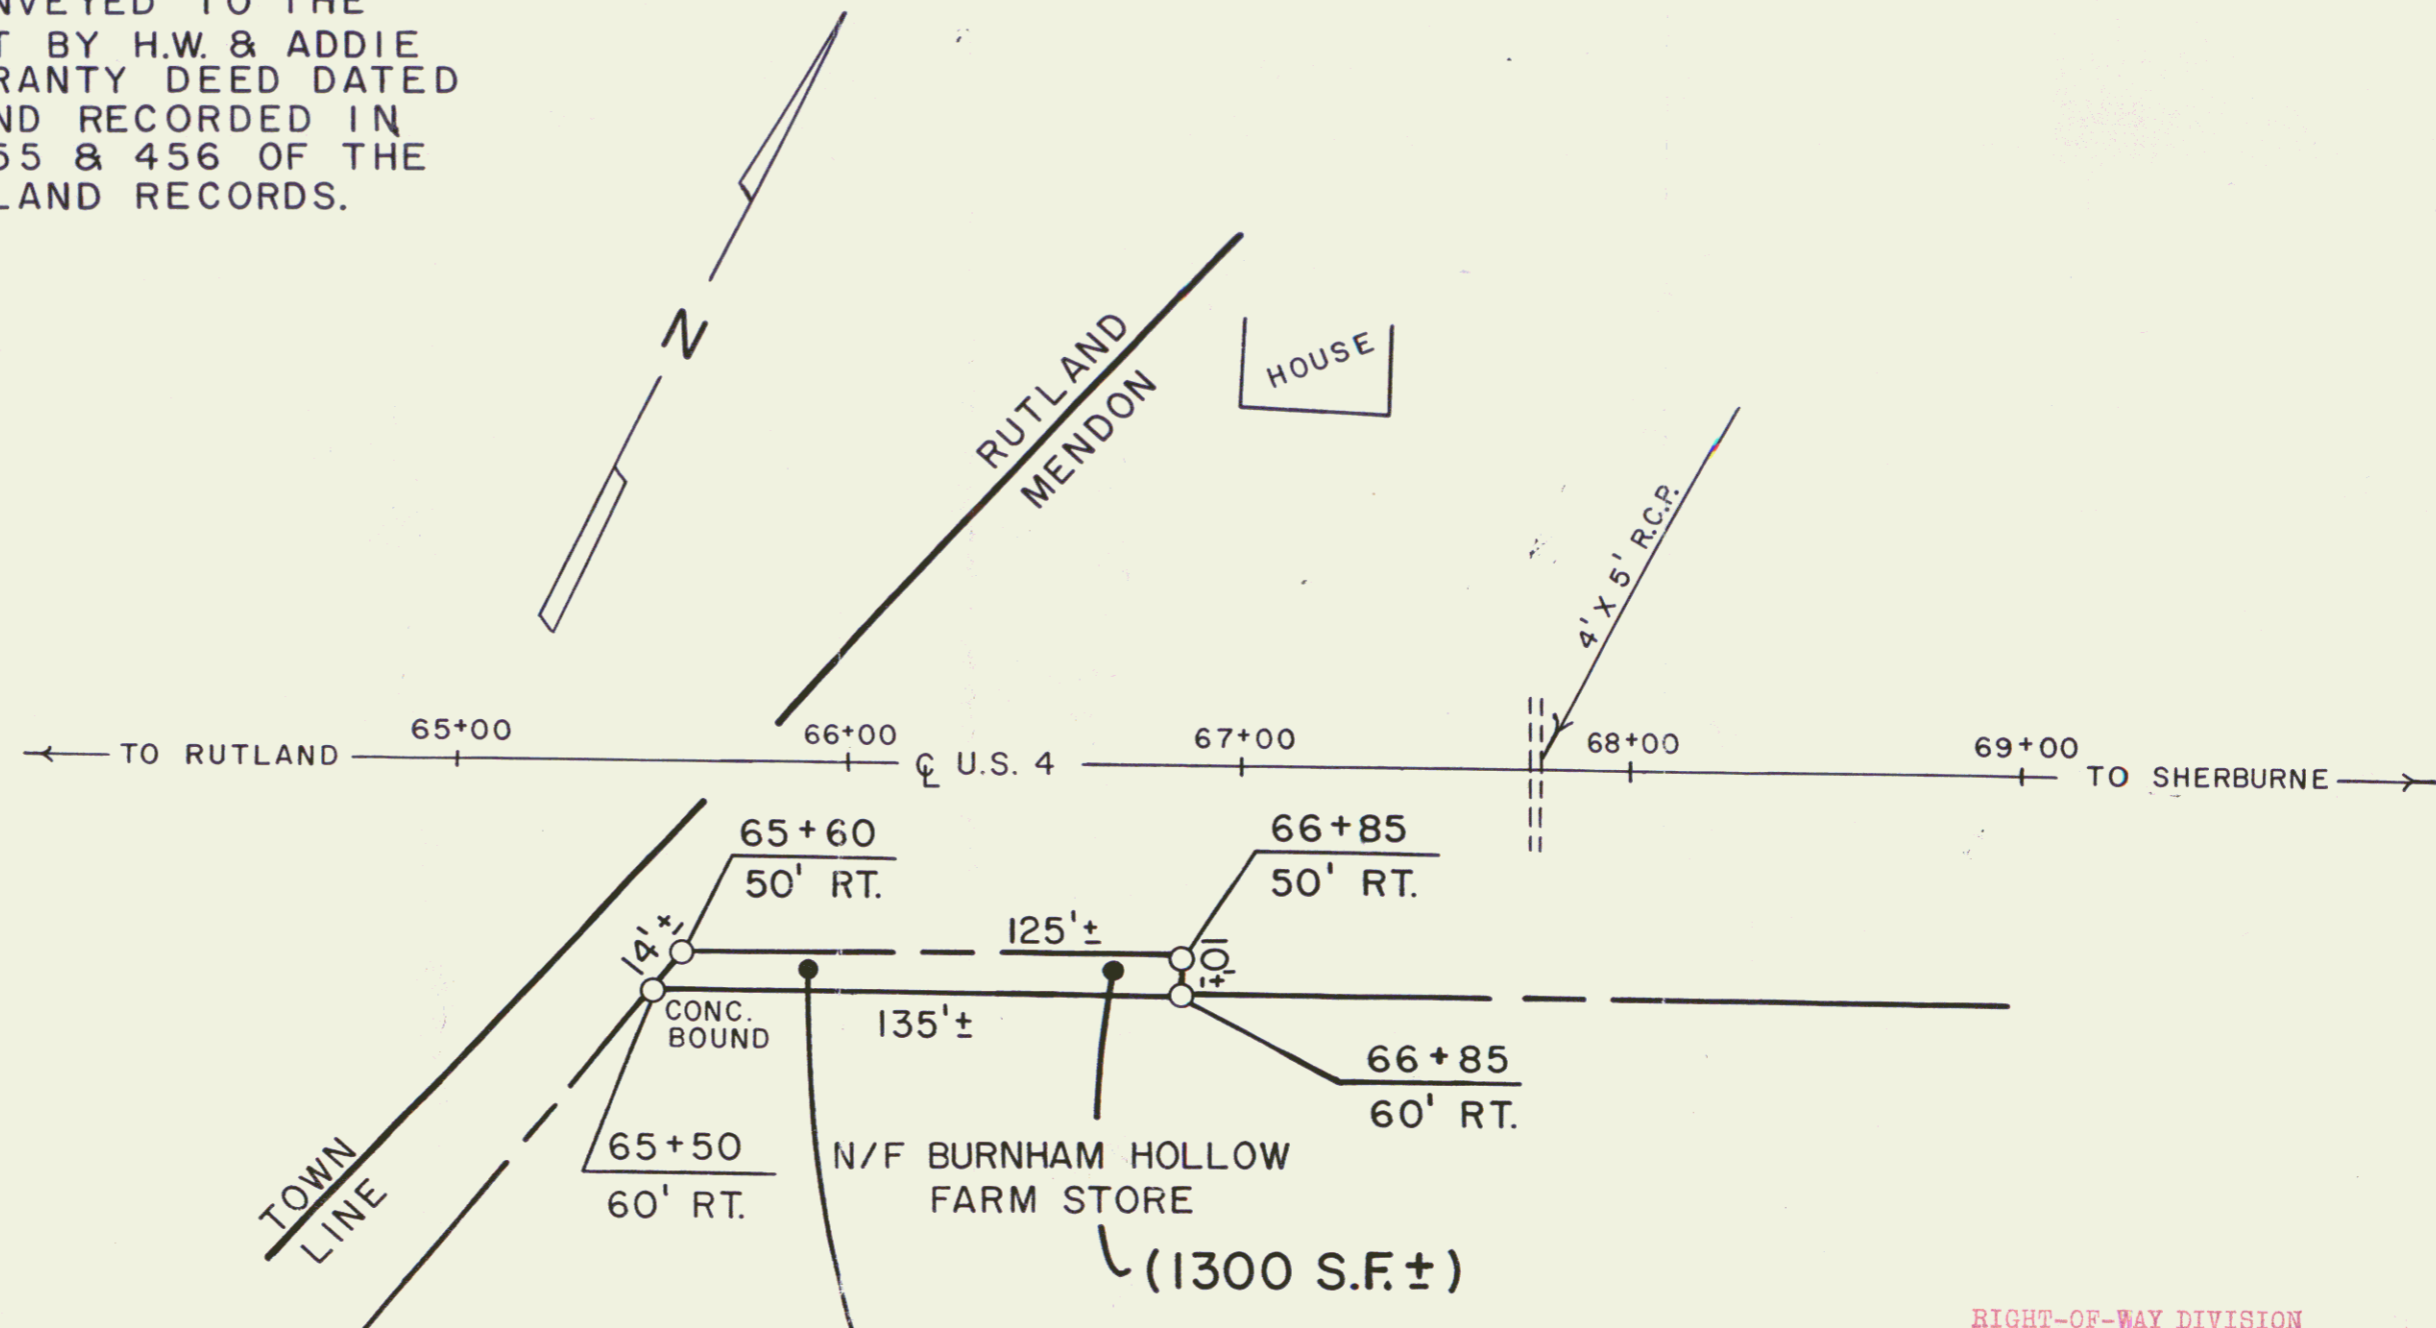 NVEYED TO THE
T BY H.W. & ADDIE
RANTY DEED DATED
ND RECORDED IN
55 & 456 OF THE
LAND RECORDS.
N
RUTLAND
MENDON
HOUSE
4' X 5' R.C.P.
65+00
66+00
67+00
68+00
69+00
TO RUTLAND
℄ U.S. 4
TO SHERBURNE
65+60
50' RT.
66+85
50' RT.
14'±
125'±
10'±
CONC.
BOUND
135'±
66+85
60' RT.
65+50
60' RT.
TOWN
LINE
N/F BURNHAM HOLLOW
FARM STORE
(1300 S.F.±)
RIGHT-OF-WAY DIVISION